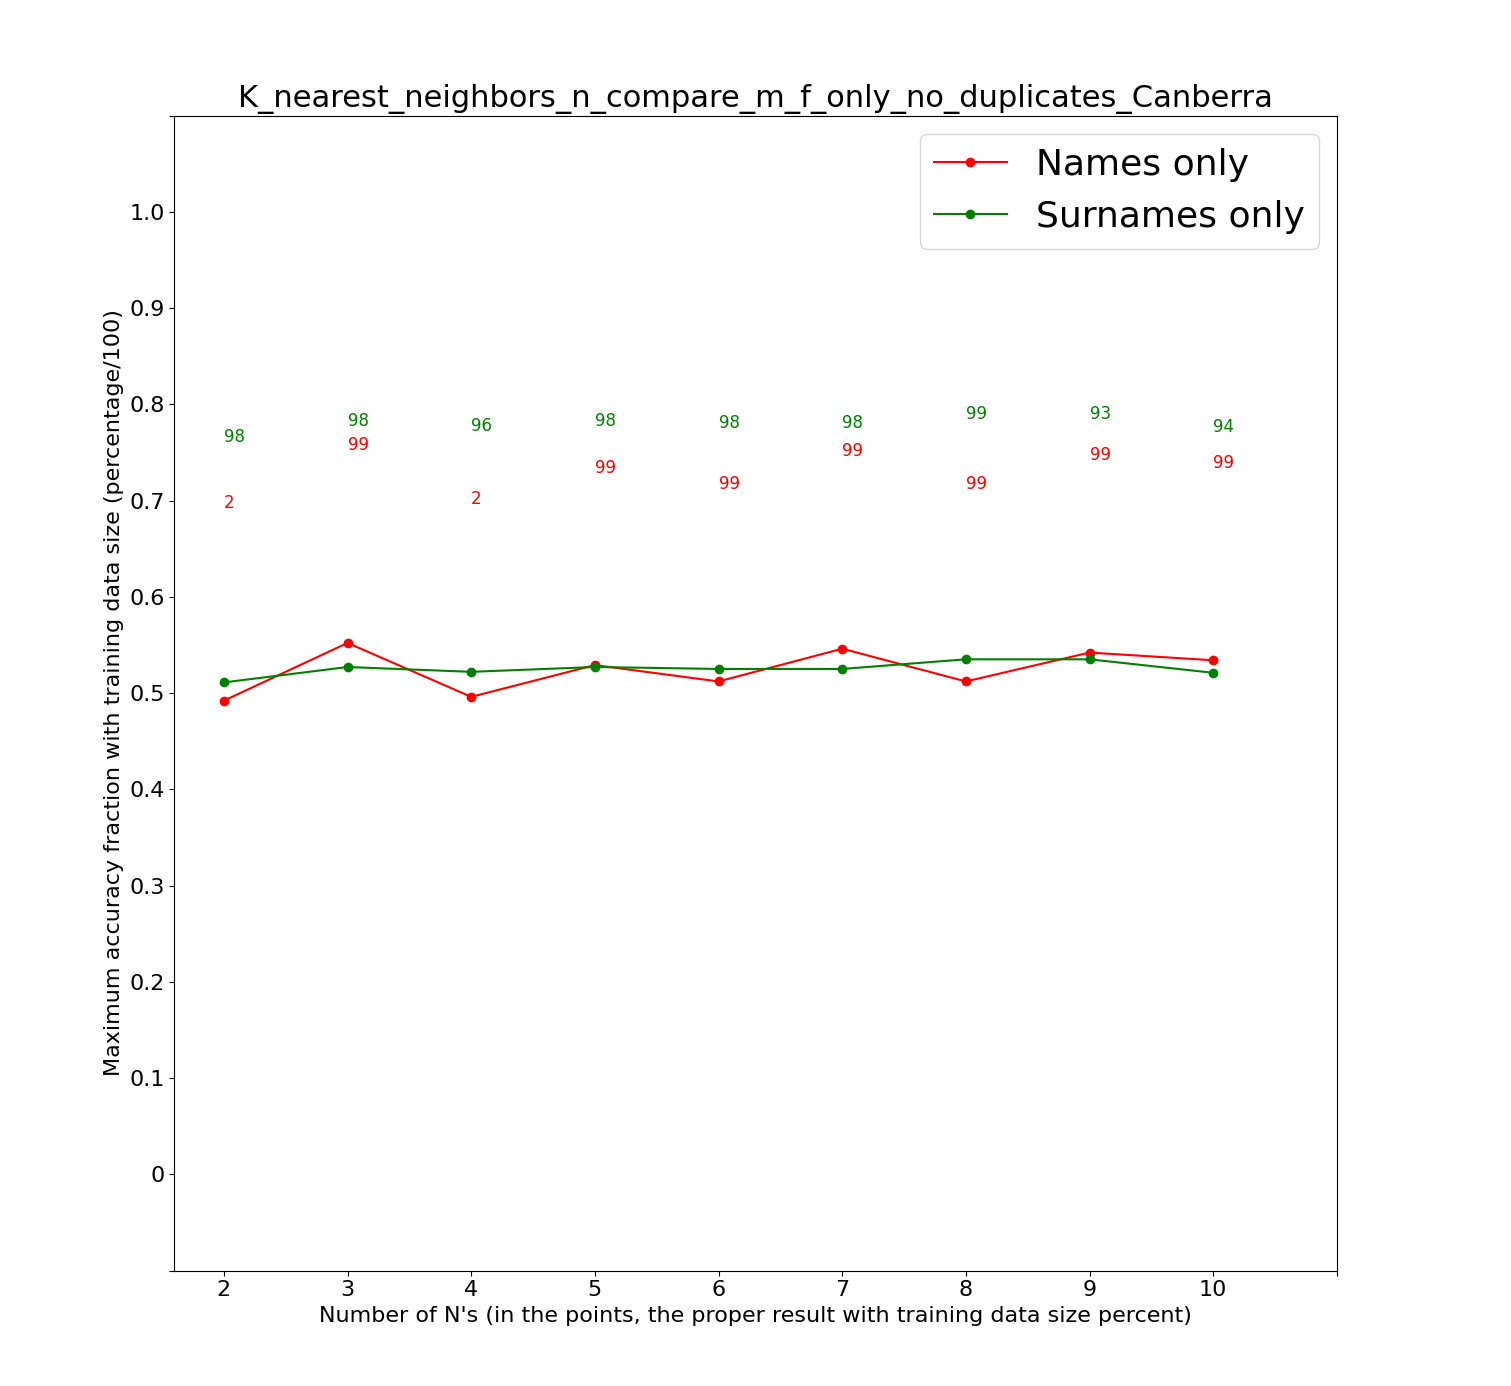 K_nearest_neighbors_n_compare_m_f_only_no_duplicates_Canberra
Names only
Surnames only
Maximum accuracy fraction with training data size (percentage/100)
1.0
0.9
0.8
0.7
0.6
0.5
0.4
0.3
0.2
0.1
0
98 98 96 98 98 98 99 93 94
2 99 2 99 99 99 99 99 99
2 3 4 5 6 7 8 9 10
Number of N's (in the points, the proper result with training data size percent)